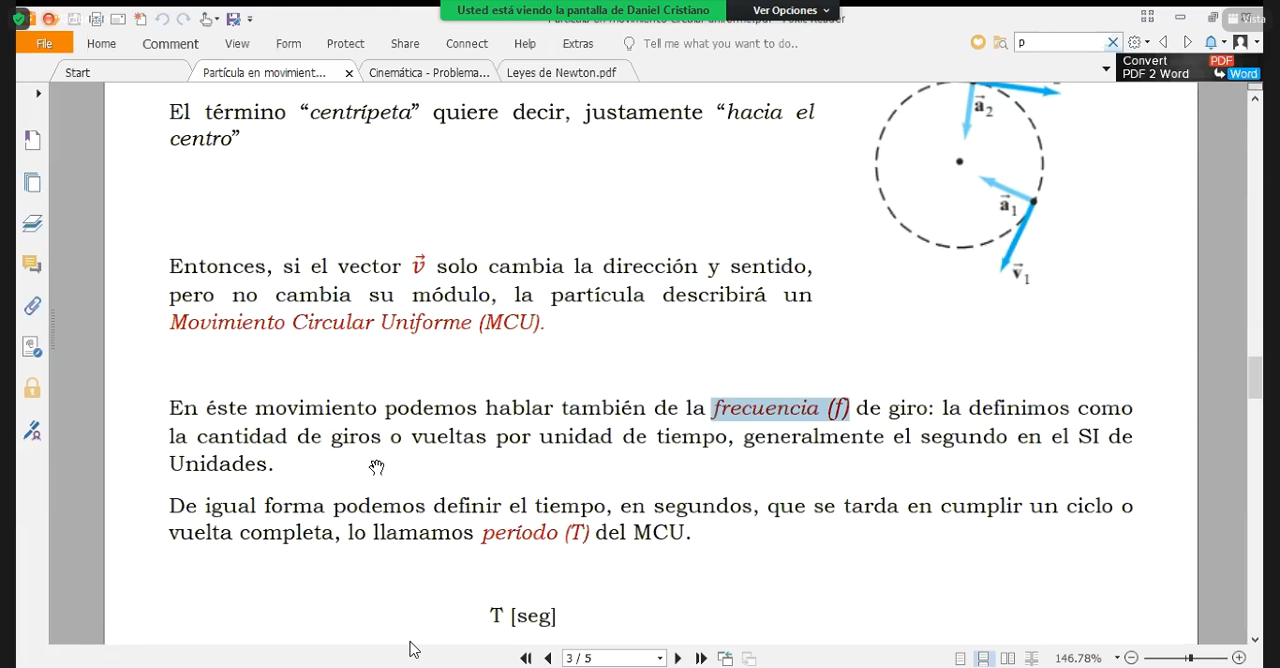 Usted está viendo la pantalla de Daniel Cristiano
Ver Opciones
Vista
File
Home
Comment
View
Form
Protect
Share
Connect
Help
Extras
Tell me what you want to do..
p
Start
Partícula en movimient...
Cinemática - Problema...
Leyes de Newton.pdf
Convert
PDF 2 Word
PDF
Word
El término “centrípeta” quiere decir, justamente “hacia el
centro”
a⃗2
a⃗1
v⃗1
Entonces, si el vector v⃗ solo cambia la dirección y sentido,
pero no cambia su módulo, la partícula describirá un
Movimiento Circular Uniforme (MCU).
En éste movimiento podemos hablar también de la frecuencia (f) de giro: la definimos como
la cantidad de giros o vueltas por unidad de tiempo, generalmente el segundo en el SI de
Unidades.
De igual forma podemos definir el tiempo, en segundos, que se tarda en cumplir un ciclo o
vuelta completa, lo llamamos período (T) del MCU.
T [seg]
3 / 5
146.78%